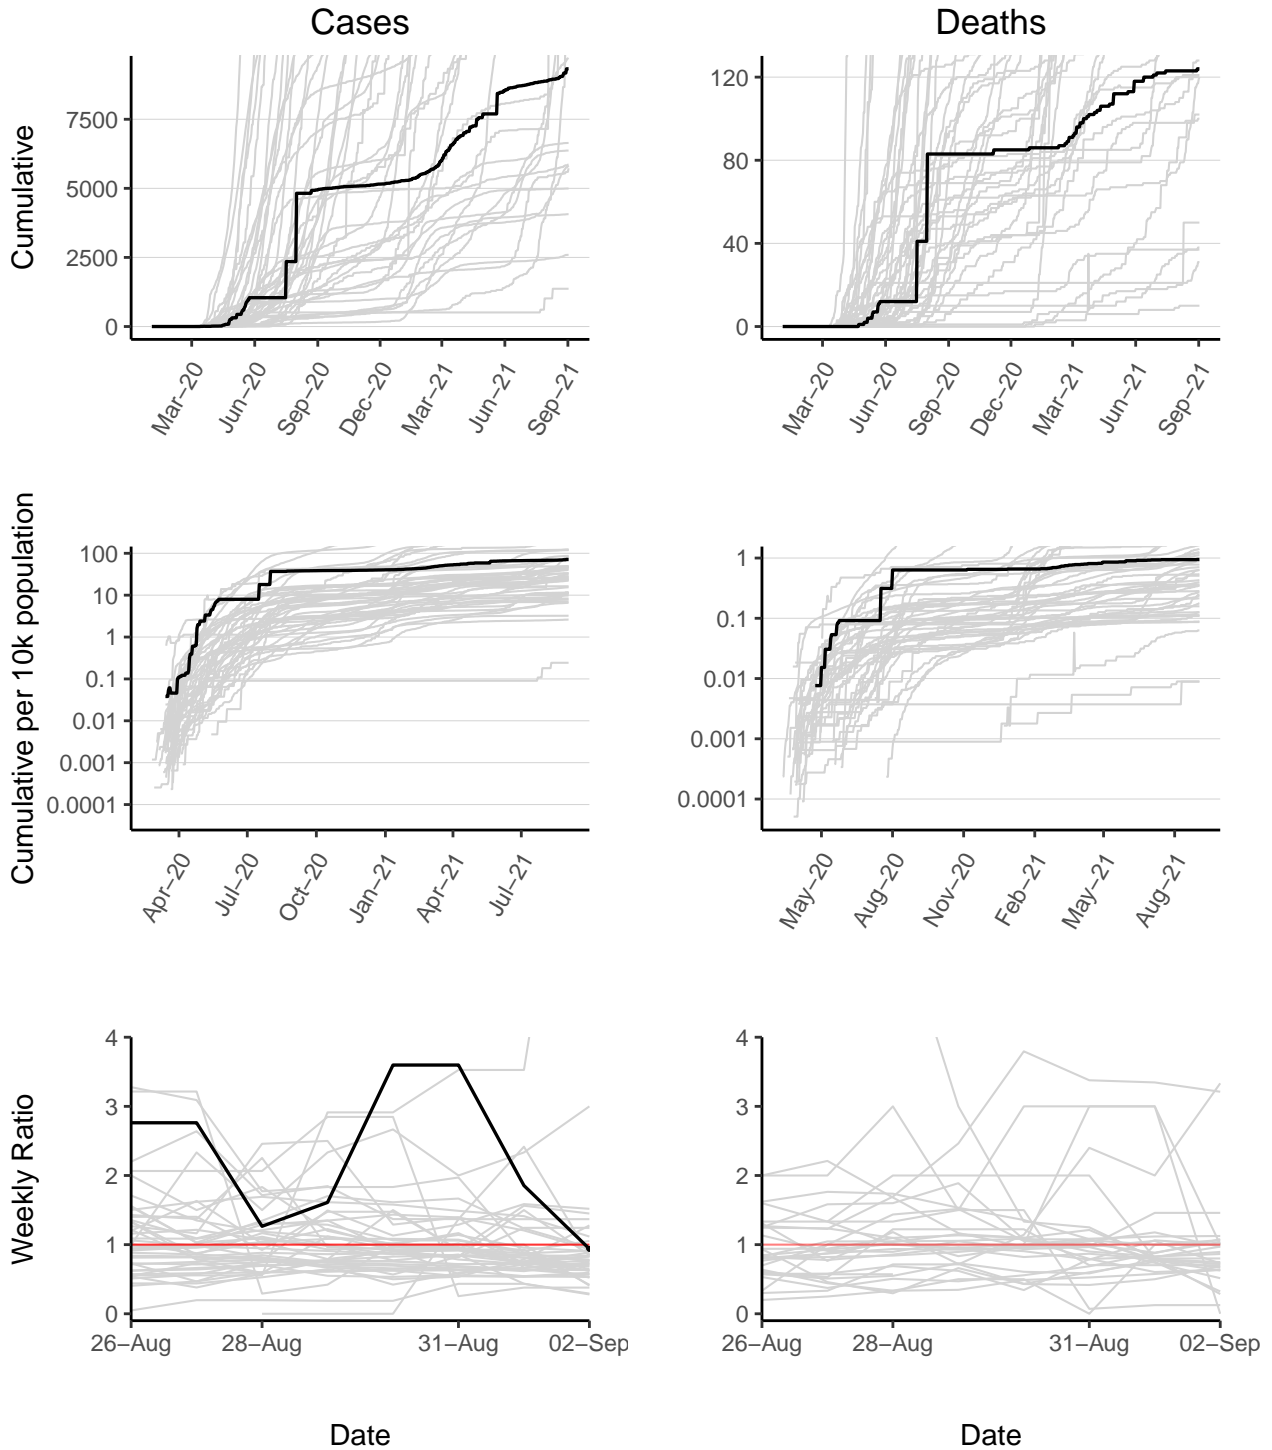 Cases
Deaths
Cumulative
7500
5000
2500
0
Mar−20
Jun−20
Sep−20
Dec−20
Mar−21
Jun−21
Sep−21
120
80
40
0
Mar−20
Jun−20
Sep−20
Dec−20
Mar−21
Jun−21
Sep−21
Cumulative per 10k population
100
10
1
0.1
0.01
0.001
0.0001
Apr−20
Jul−20
Oct−20
Jan−21
Apr−21
Jul−21
1
0.1
0.01
0.001
0.0001
May−20
Aug−20
Nov−20
Feb−21
May−21
Aug−21
Weekly Ratio
4
3
2
1
0
26−Aug
28−Aug
31−Aug
02−Sep
4
3
2
1
0
26−Aug
28−Aug
31−Aug
02−Sep
Date
Date